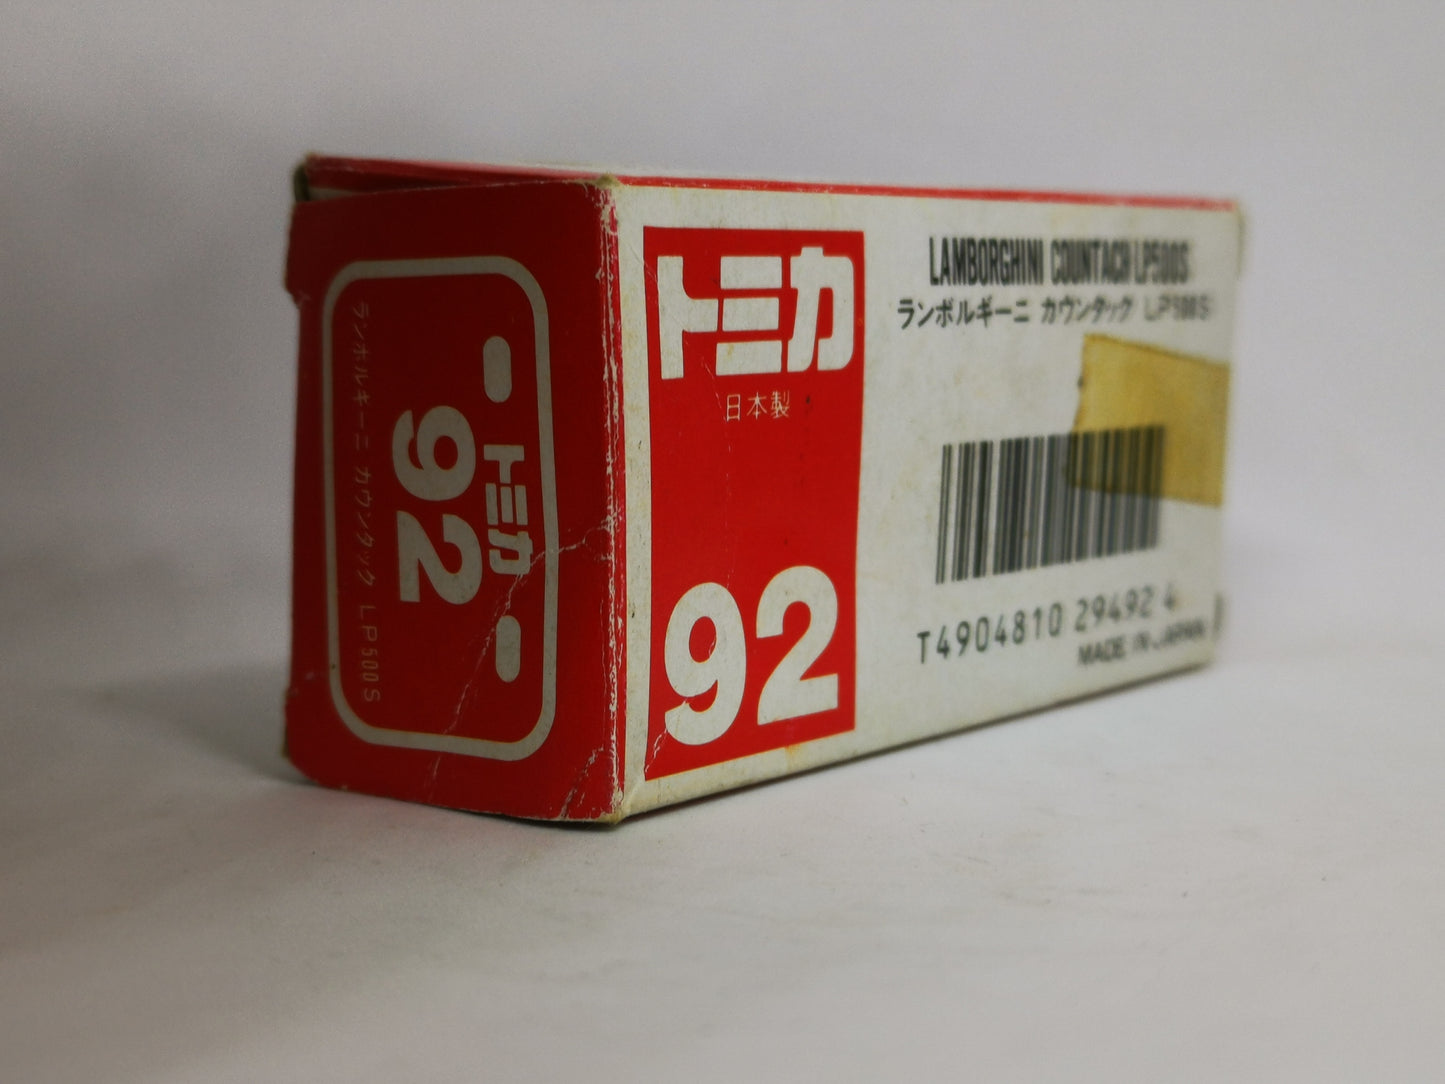 トミカ
92
ランボルギーニ カウンタック LP500S
トミカ
日本製
92
LAMBORGHINI COUNTACH LP500S
ランボルギーニ カウンタック LP500S
T4904810 29492 4
MADE IN JAPAN